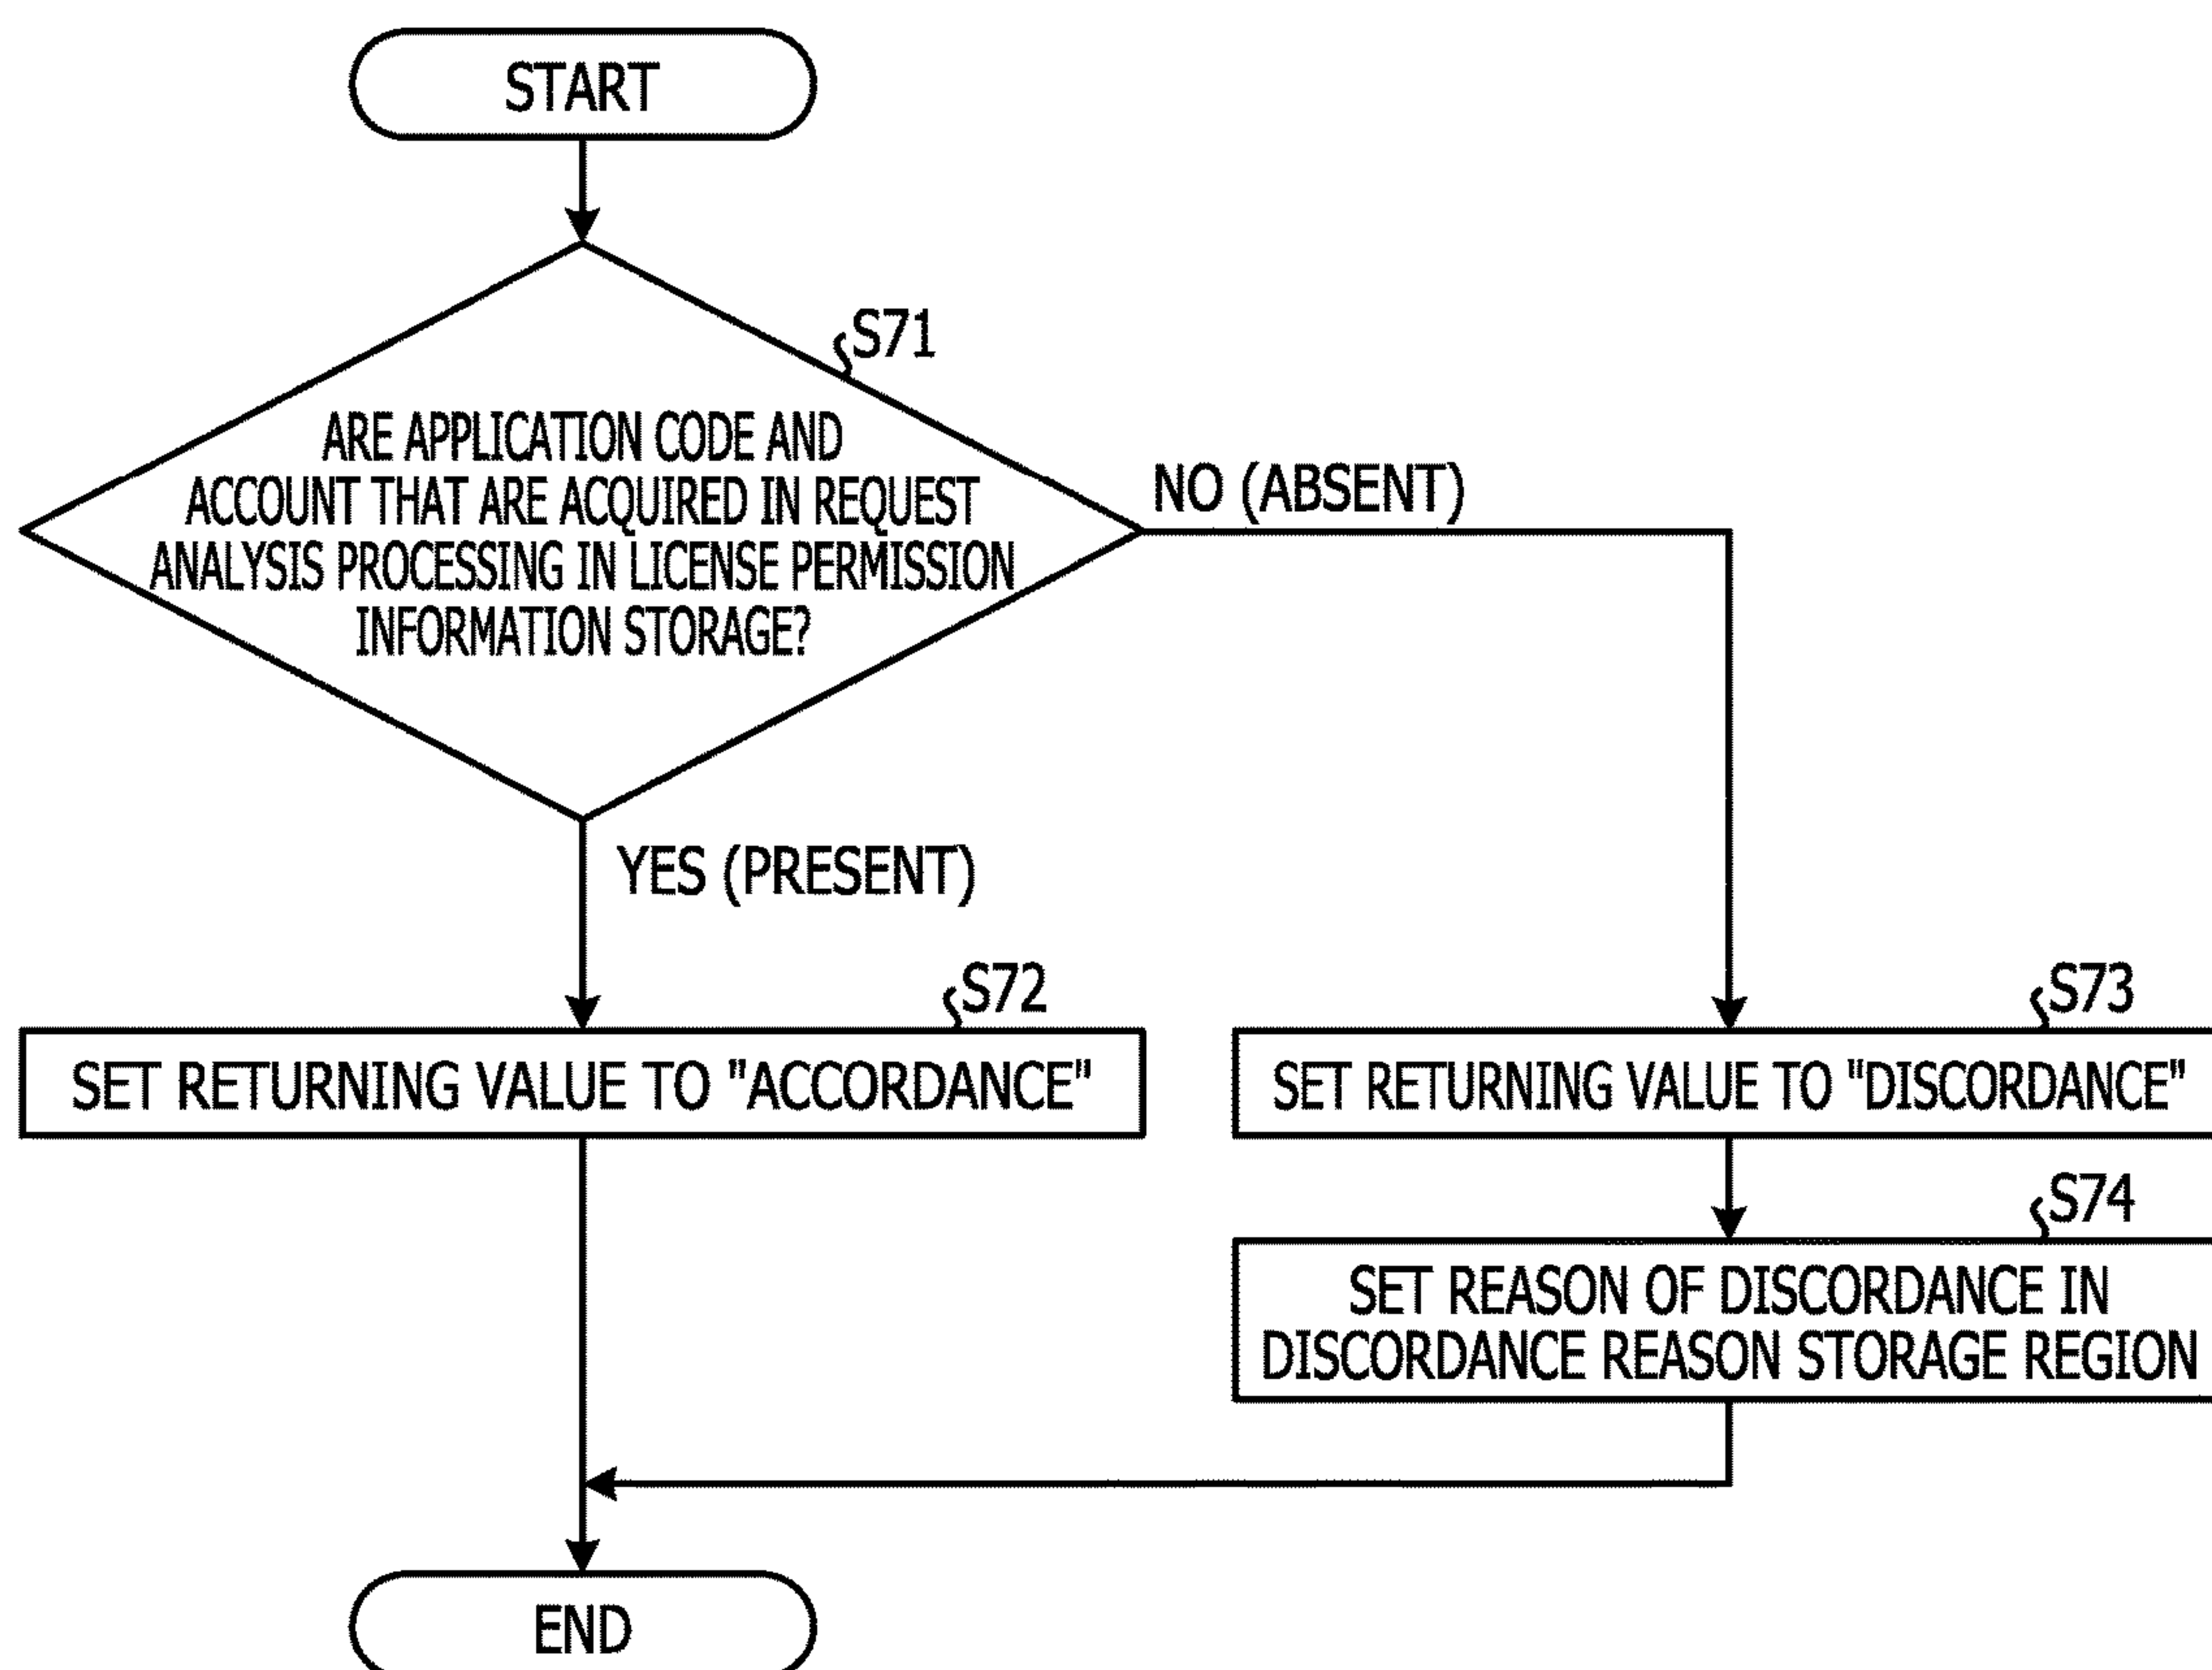 START
S71
ARE APPLICATION CODE AND
ACCOUNT THAT ARE ACQUIRED IN REQUEST
ANALYSIS PROCESSING IN LICENSE PERMISSION
INFORMATION STORAGE?
NO (ABSENT)
YES (PRESENT)
S72
SET RETURNING VALUE TO "ACCORDANCE"
S73
SET RETURNING VALUE TO "DISCORDANCE"
S74
SET REASON OF DISCORDANCE IN
DISCORDANCE REASON STORAGE REGION
END